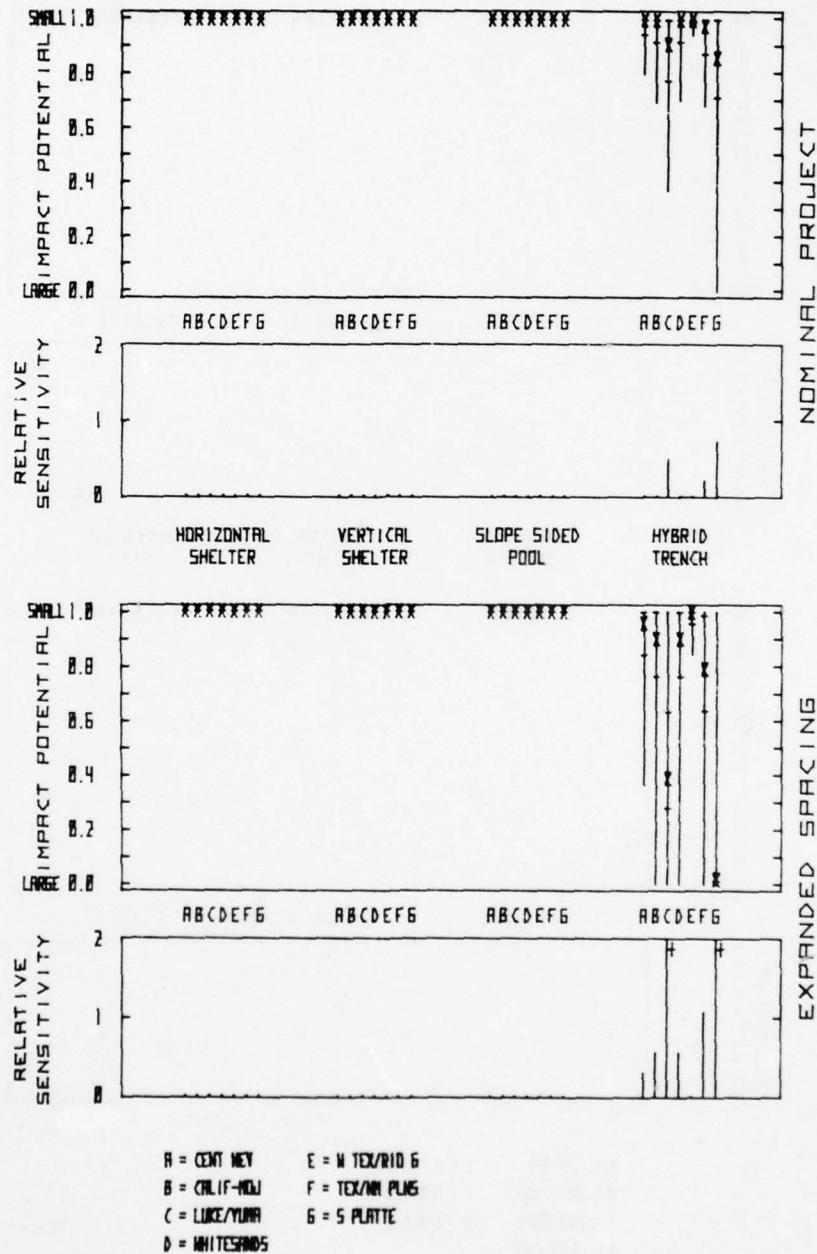 SMALL 1.0
0.8
0.6
0.4
0.2
LARGE 0.0
IMPACT POTENTIAL
ABCDEFG ABCDEFG ABCDEFG ABCDEFG
2
1
0
RELATIVE
SENSITIVITY
NOMINAL PROJECT
HORIZONTAL SHELTER
VERTICAL SHELTER
SLOPE SIDED POOL
HYBRID TRENCH
SMALL 1.0
0.8
0.6
0.4
0.2
LARGE 0.0
IMPACT POTENTIAL
ABCDEFG ABCDEFG ABCDEFG ABCDEFG
2
1
0
RELATIVE
SENSITIVITY
EXPANDED SPACING
A = CENT NEV E = W TEX/RIO G
B = CALIF-MOJ F = TEX/NM PLNS
C = LUKE/YUMA G = S PLATTE
D = WHITESANDS